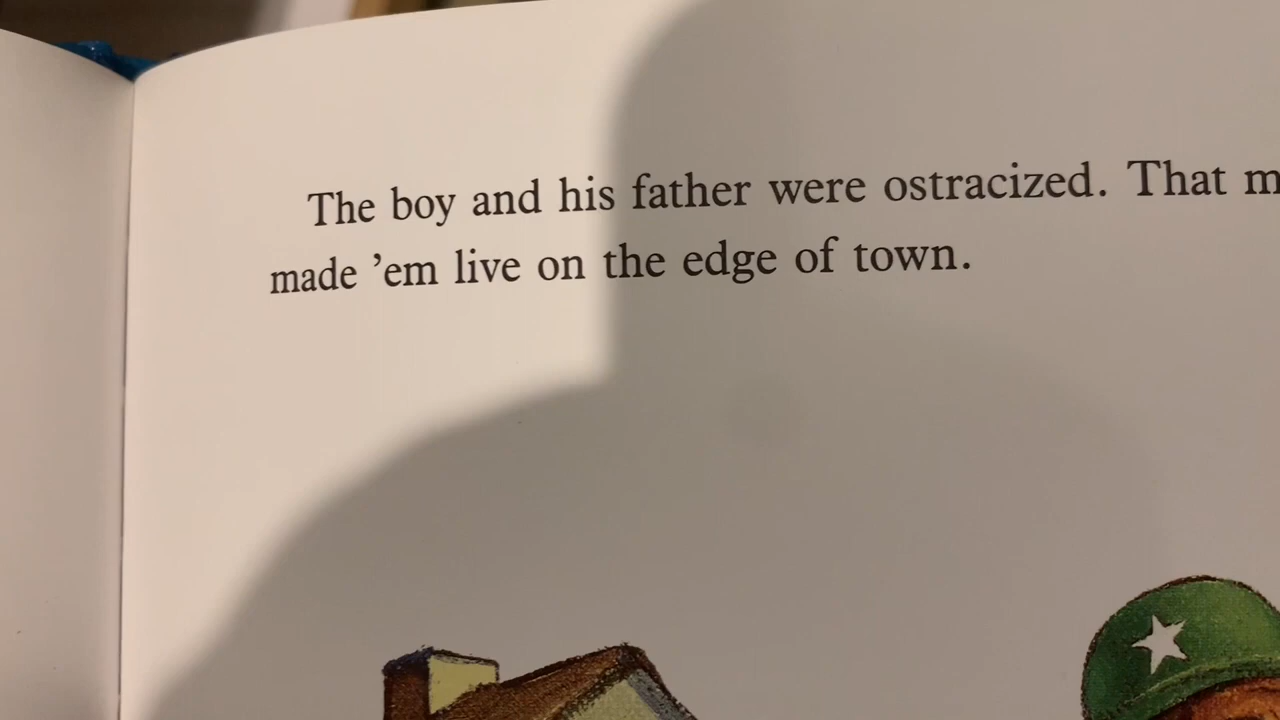 The boy and his father were ostracized. That
made ’em live on the edge of town.